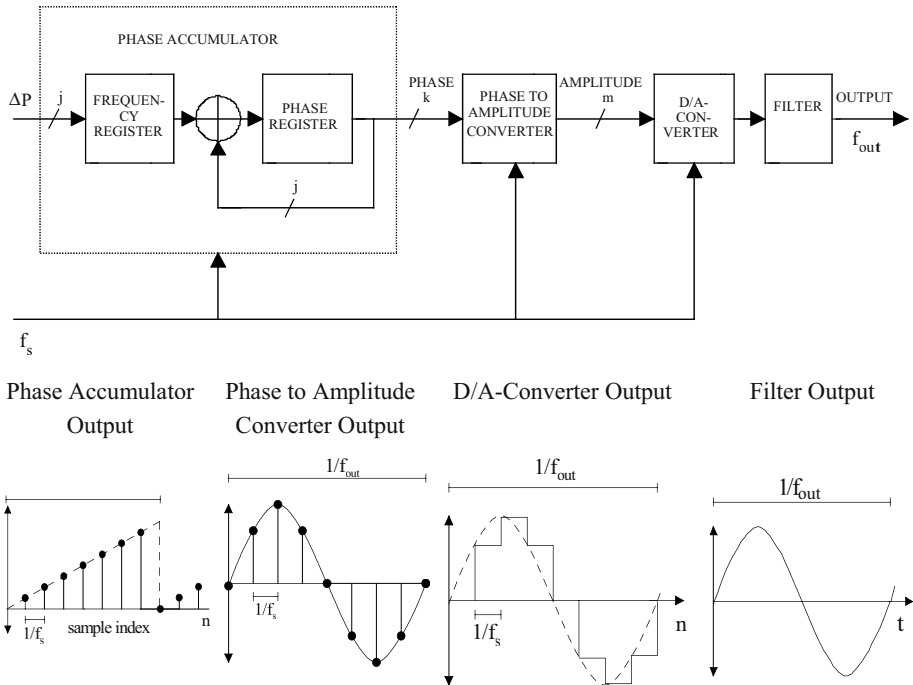 PHASE ACCUMULATOR
ΔP
j
FREQUEN-
CY
REGISTER
PHASE
REGISTER
j
PHASE
k
PHASE TO
AMPLITUDE
CONVERTER
AMPLITUDE
m
D/A-
CON-
VERTER
FILTER
OUTPUT
fout
fs
Phase Accumulator
Output
Phase to Amplitude
Converter Output
D/A-Converter Output
Filter Output
1/fs
sample index
n
1/fout
1/fs
1/fout
1/fs
n
1/fout
t